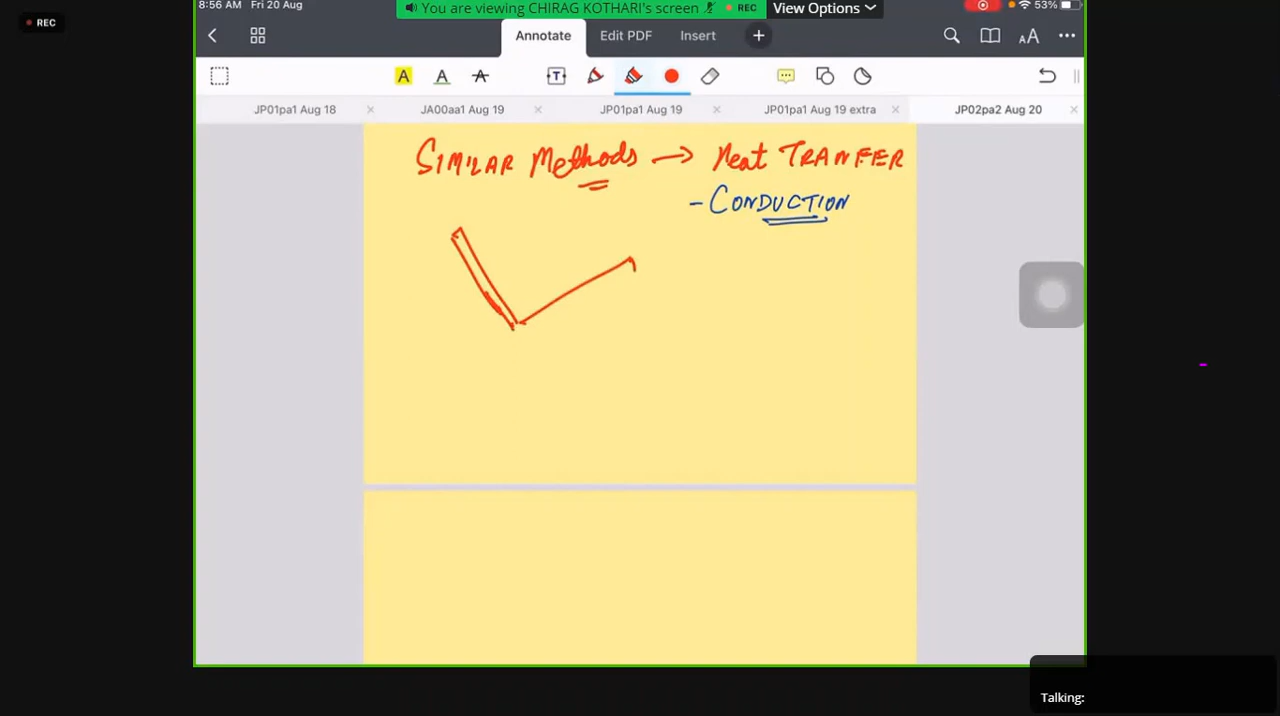 8:56 AM Fri 20 Aug
You are viewing CHIRAG KOTHARI's screen
REC
View Options
53%
REC
Annotate
Edit PDF
Insert
A A A T
AA
JP01pa1 Aug 18
JA00aa1 Aug 19
JP01pa1 Aug 19
JP01pa1 Aug 19 extra
JP02pa2 Aug 20
SIMILAR Methods → Heat TRANFER
- CONDUCTION
Talking: